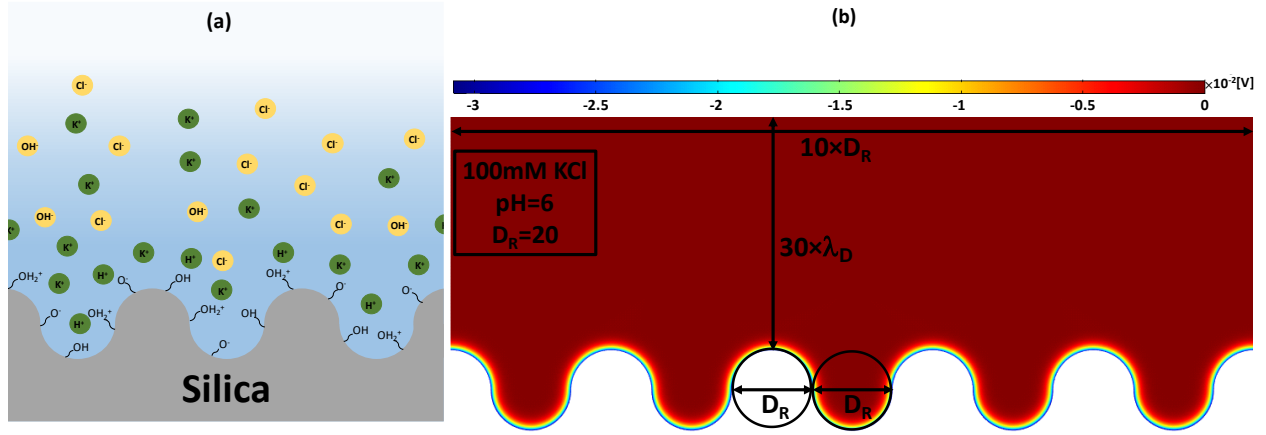 (a)
Cl⁻
Cl⁻
K⁺
K⁺
OH⁻
Cl⁻
Cl⁻
Cl⁻
K⁺
Cl⁻
K⁺
Cl⁻
K⁺
OH⁻
Cl⁻
OH⁻
K⁺
Cl⁻
OH⁻
K⁺
K⁺
K⁺
H⁺
Cl⁻
H⁺
K⁺
K⁺
OH₂⁺
K⁺
H⁺
O⁻
OH
K⁺
OH₂⁺
O⁻
O⁻
H⁺
O⁻
H⁺
OH₂⁺
OH₂⁺
OH
OH
OH₂⁺
OH
O⁻
Silica
(b)
×10⁻²[V]
-3 -2.5 -2 -1.5 -1 -0.5 0
10×D_R
100mM KCl
pH=6
D_R=20
30×λ_D
D_R
D_R